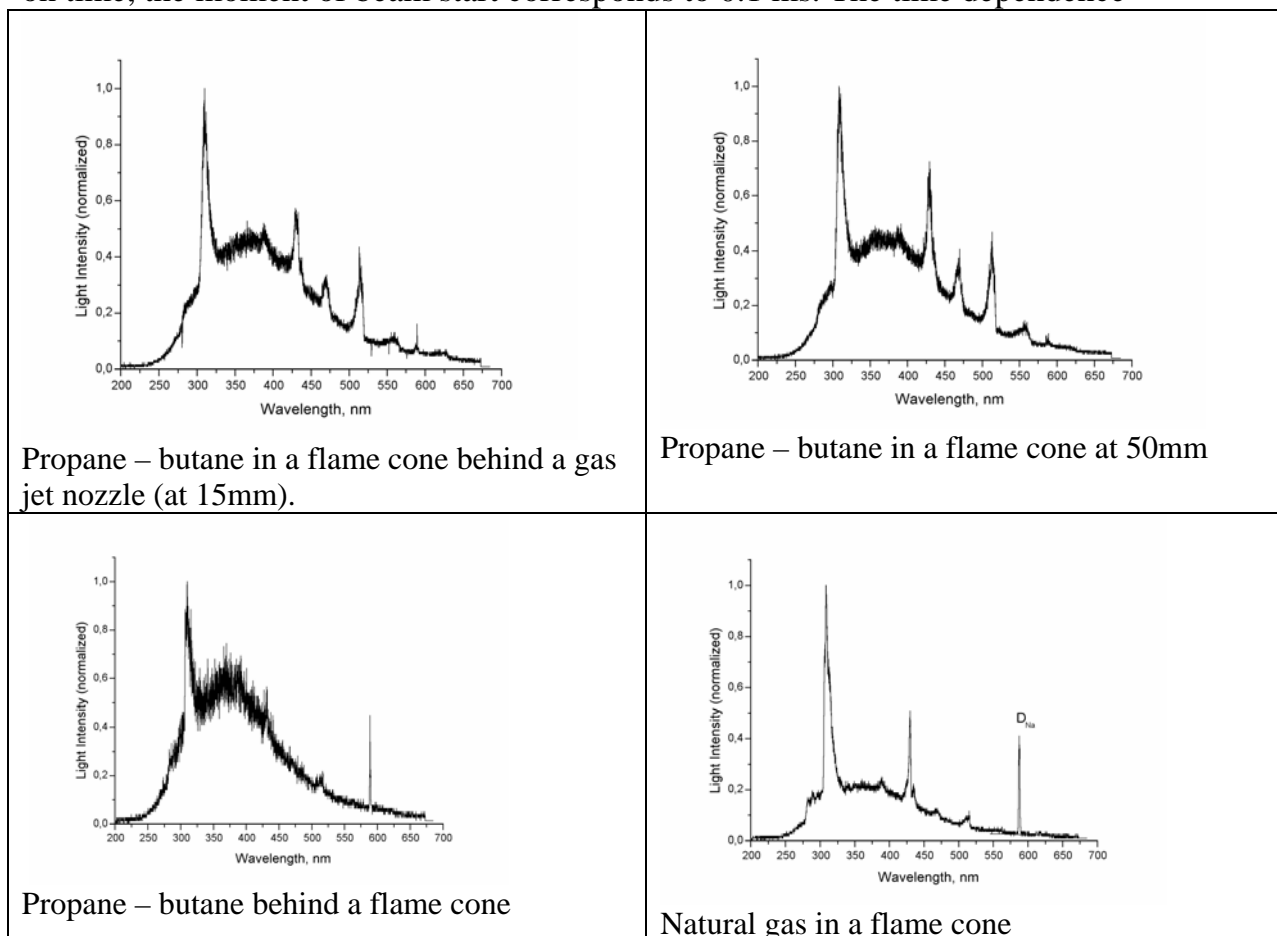 on time, the moment of beam start corresponds to 0.1 ms. The time dependence
Light Intensity (normalized)
1,0
0,8
0,6
0,4
0,2
0,0
200 250 300 350 400 450 500 550 600 650 700
Wavelength, nm
Propane – butane in a flame cone behind a gas
jet nozzle (at 15mm).
Light Intensity (normalized)
1,0
0,8
0,6
0,4
0,2
0,0
200 250 300 350 400 450 500 550 600 650 700
Wavelength, nm
Propane – butane in a flame cone at 50mm
Light Intensity (normalized)
1,0
0,8
0,6
0,4
0,2
0,0
200 250 300 350 400 450 500 550 600 650 700
Wavelength, nm
Propane – butane behind a flame cone
Light Intensity (normalized)
1,0
0,8
0,6
0,4
0,2
0,0
D Na
200 250 300 350 400 450 500 550 600 650 700
Wavelength, nm
Natural gas in a flame cone